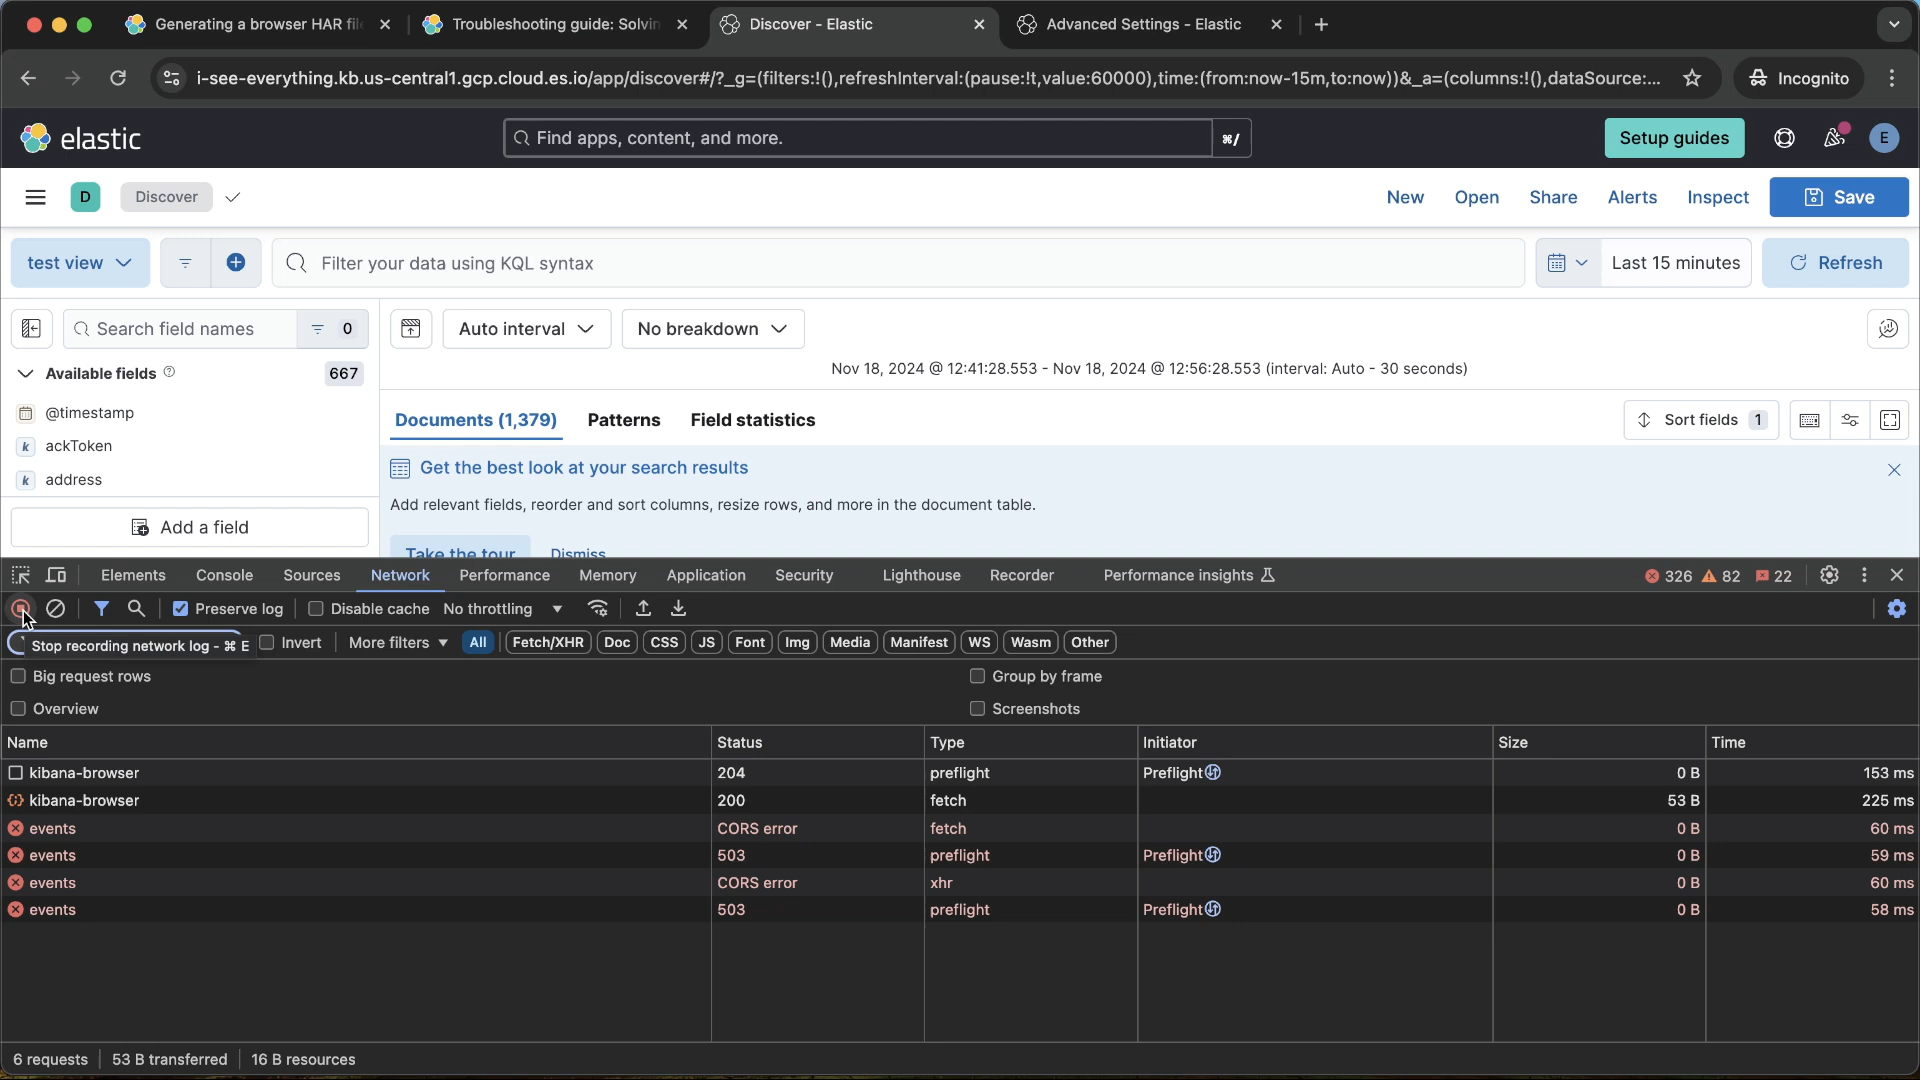 Generating a browser HAR fil
Troubleshooting guide: Solvin
Discover - Elastic
Advanced Settings - Elastic
i-see-everything.kb.us-central1.gcp.cloud.es.io/app/discover#/?_g=(filters:!(),refreshInterval:(pause:!t,value:60000),time:(from:now-15m,to:now))&_a=(columns:!(),dataSource:...
Incognito
elastic
Find apps, content, and more.
⌘/
Setup guides
E
D
Discover
New
Open
Share
Alerts
Inspect
Save
test view
Filter your data using KQL syntax
Last 15 minutes
Refresh
Search field names
0
Auto interval
No breakdown
Available fields
667
Nov 18, 2024 @ 12:41:28.553 - Nov 18, 2024 @ 12:56:28.553 (interval: Auto - 30 seconds)
@timestamp
k ackToken
k address
Add a field
Documents (1,379)
Patterns
Field statistics
Sort fields 1
Get the best look at your search results
Add relevant fields, reorder and sort columns, resize rows, and more in the document table.
Take the tour
Dismiss
Elements Console Sources Network Performance Memory Application Security Lighthouse Recorder Performance insights 326 82 22
Preserve log Disable cache No throttling
Stop recording network log - ⌘ E
Invert More filters All Fetch/XHR Doc CSS JS Font Img Media Manifest WS Wasm Other
Big request rows Group by frame
Overview Screenshots
Name Status Type Initiator Size Time
kibana-browser 204 preflight Preflight 0 B 153 ms
kibana-browser 200 fetch 53 B 225 ms
events CORS error fetch 0 B 60 ms
events 503 preflight Preflight 0 B 59 ms
events CORS error xhr 0 B 60 ms
events 503 preflight Preflight 0 B 58 ms
6 requests 53 B transferred 16 B resources